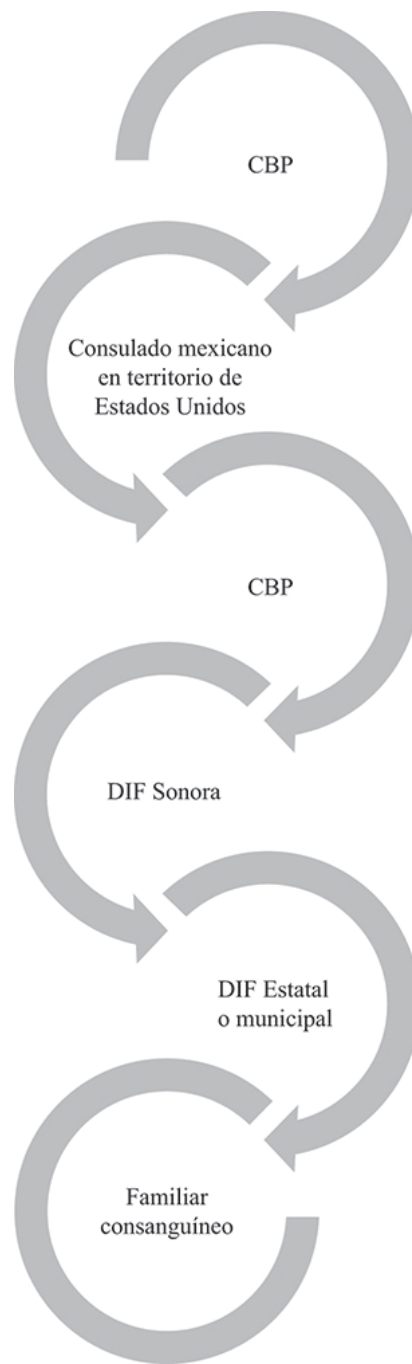 CBP
Consulado mexicano
en territorio de
Estados Unidos
CBP
DIF Sonora
DIF Estatal
o municipal
Familiar
consanguíneo